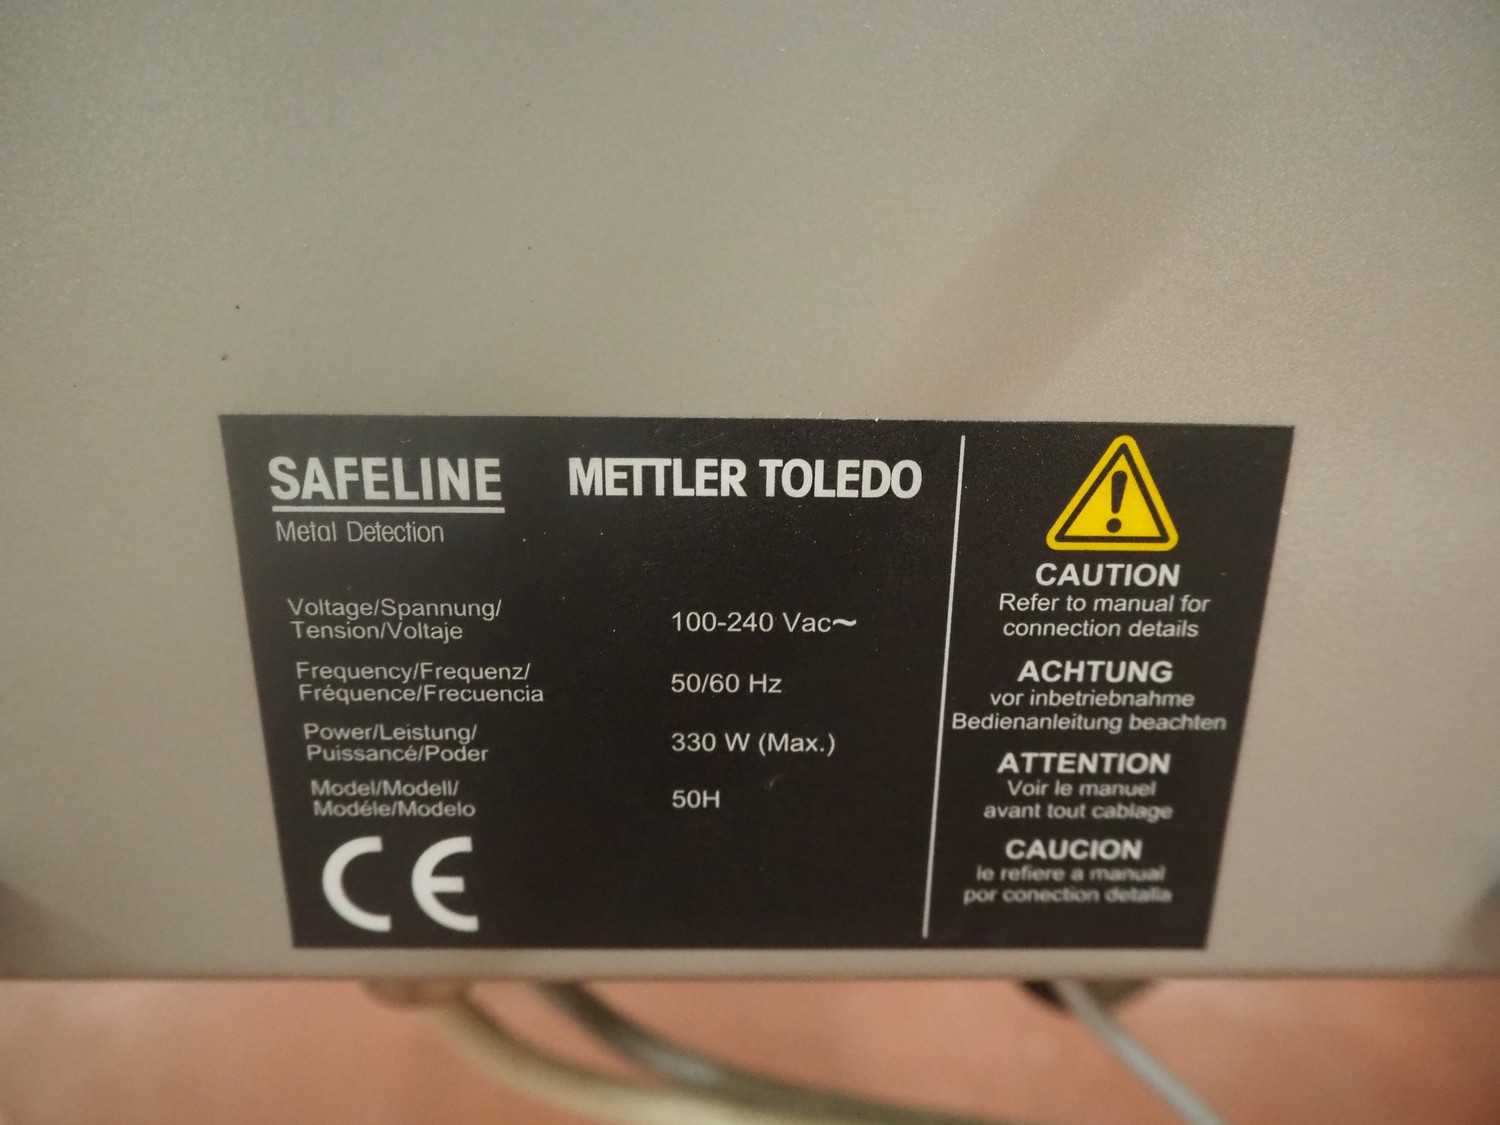 SAFELINE
Metal Detection
METTLER TOLEDO
Voltage/Spannung/
Tension/Voltaje
100-240 Vac~
Frequency/Frequenz/
Fréquence/Frecuencia
50/60 Hz
Power/Leistung/
Puissancé/Poder
330 W (Max.)
Model/Modell/
Modéle/Modelo
50H
CE
!
CAUTION
Refer to manual for
connection details
ACHTUNG
vor inbetriebnahme
Bedienanleitung beachten
ATTENTION
Voir le manuel
avant tout cablage
CAUCION
le refiere a manual
por conection detalla